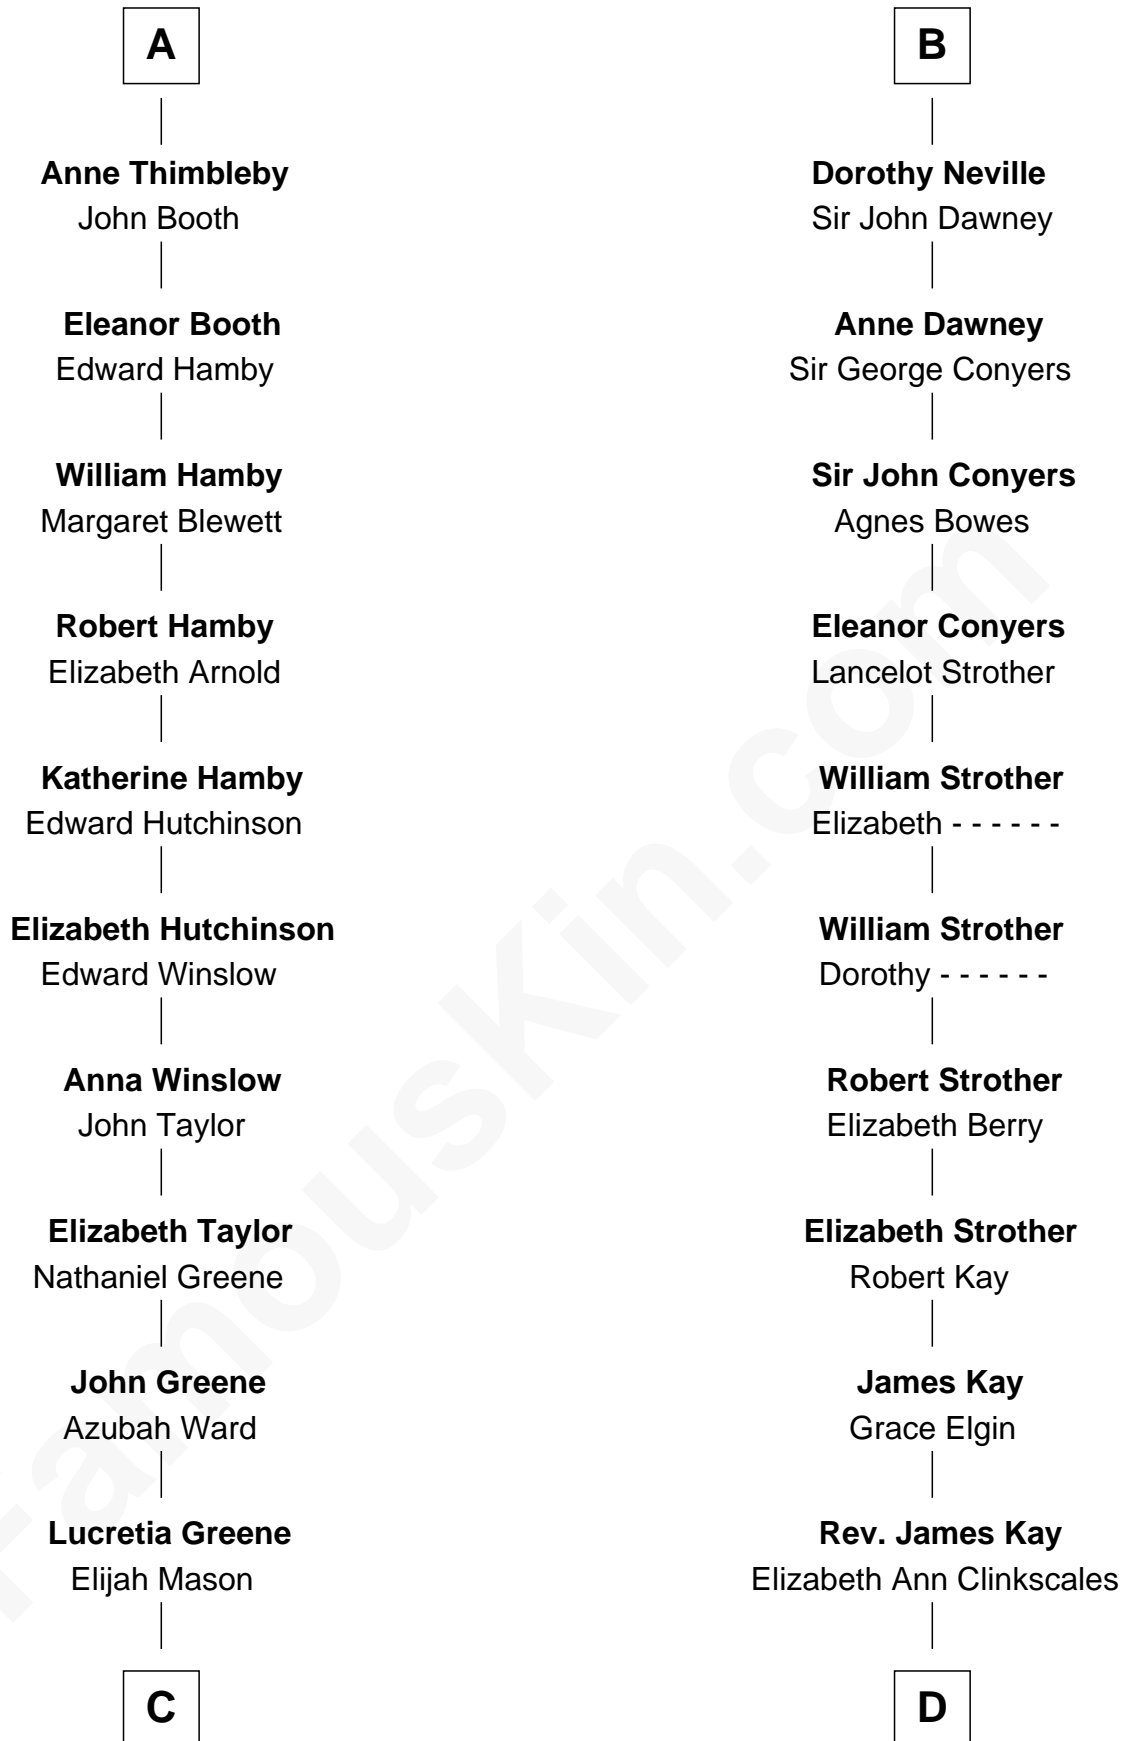 A
Anne Thimbleby
John Booth
Eleanor Booth
Edward Hamby
William Hamby
Margaret Blewett
Robert Hamby
Elizabeth Arnold
Katherine Hamby
Edward Hutchinson
Elizabeth Hutchinson
Edward Winslow
Anna Winslow
John Taylor
Elizabeth Taylor
Nathaniel Greene
John Greene
Azubah Ward
Lucretia Greene
Elijah Mason
C
B
Dorothy Neville
Sir John Dawney
Anne Dawney
Sir George Conyers
Sir John Conyers
Agnes Bowes
Eleanor Conyers
Lancelot Strother
William Strother
Elizabeth - - - - - -
William Strother
Dorothy - - - - - -
Robert Strother
Elizabeth Berry
Elizabeth Strother
Robert Kay
James Kay
Grace Elgin
Rev. James Kay
Elizabeth Ann Clinkscales
D
FamousKin.com